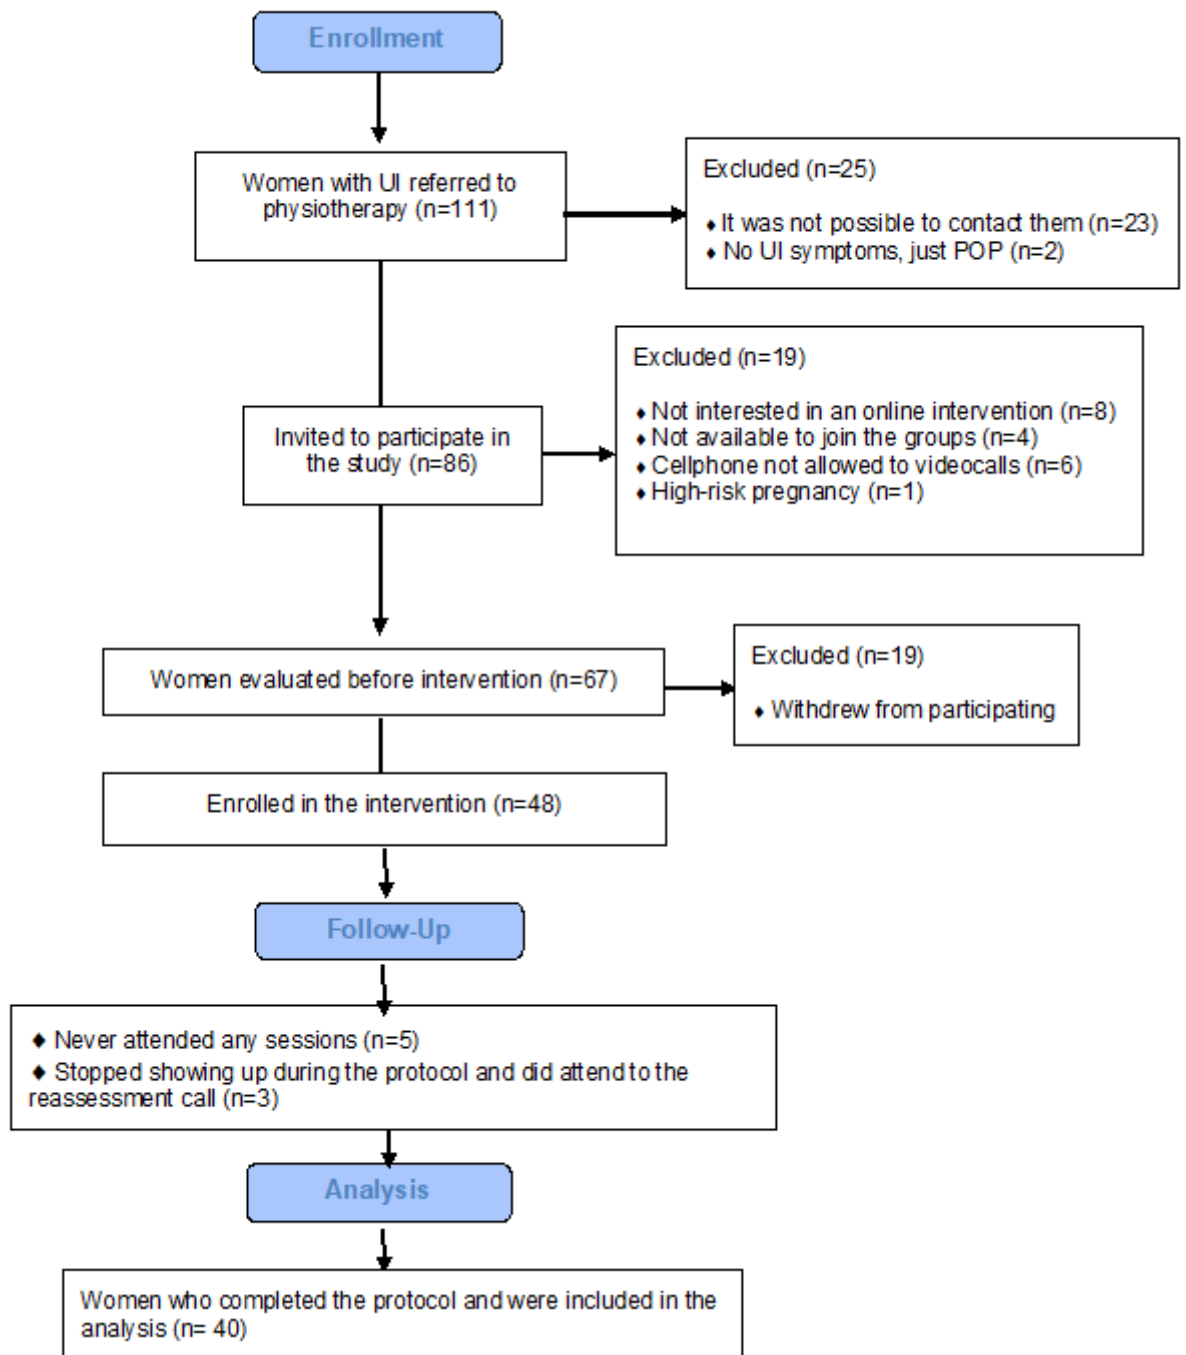 Enrollment
Women with UI referred to
physiotherapy (n=111)
Excluded (n=25)
♦ It was not possible to contact them (n=23)
♦ No UI symptoms, just POP (n=2)
Invited to participate in
the study (n=86)
Excluded (n=19)
♦ Not interested in an online intervention (n=8)
♦ Not available to join the groups (n=4)
♦ Cellphone not allowed to videocalls (n=6)
♦ High-risk pregnancy (n=1)
Women evaluated before intervention (n=67)
Excluded (n=19)
♦ Withdrew from participating
Enrolled in the intervention (n=48)
Follow-Up
♦ Never attended any sessions (n=5)
♦ Stopped showing up during the protocol and did attend to the
reassessment call (n=3)
Analysis
Women who completed the protocol and were included in the
analysis (n= 40)